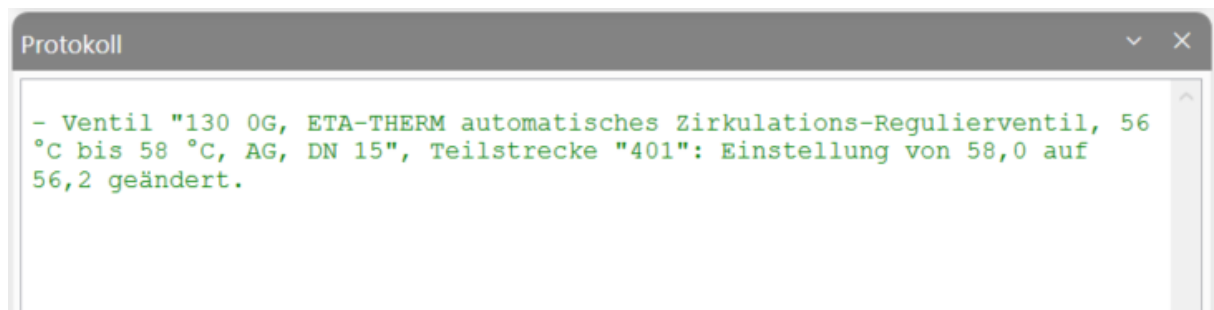 Protokoll
- Ventil "130 0G, ETA-THERM automatisches Zirkulations-Regulierventil, 56
°C bis 58 °C, AG, DN 15", Teilstrecke "401": Einstellung von 58,0 auf
56,2 geändert.